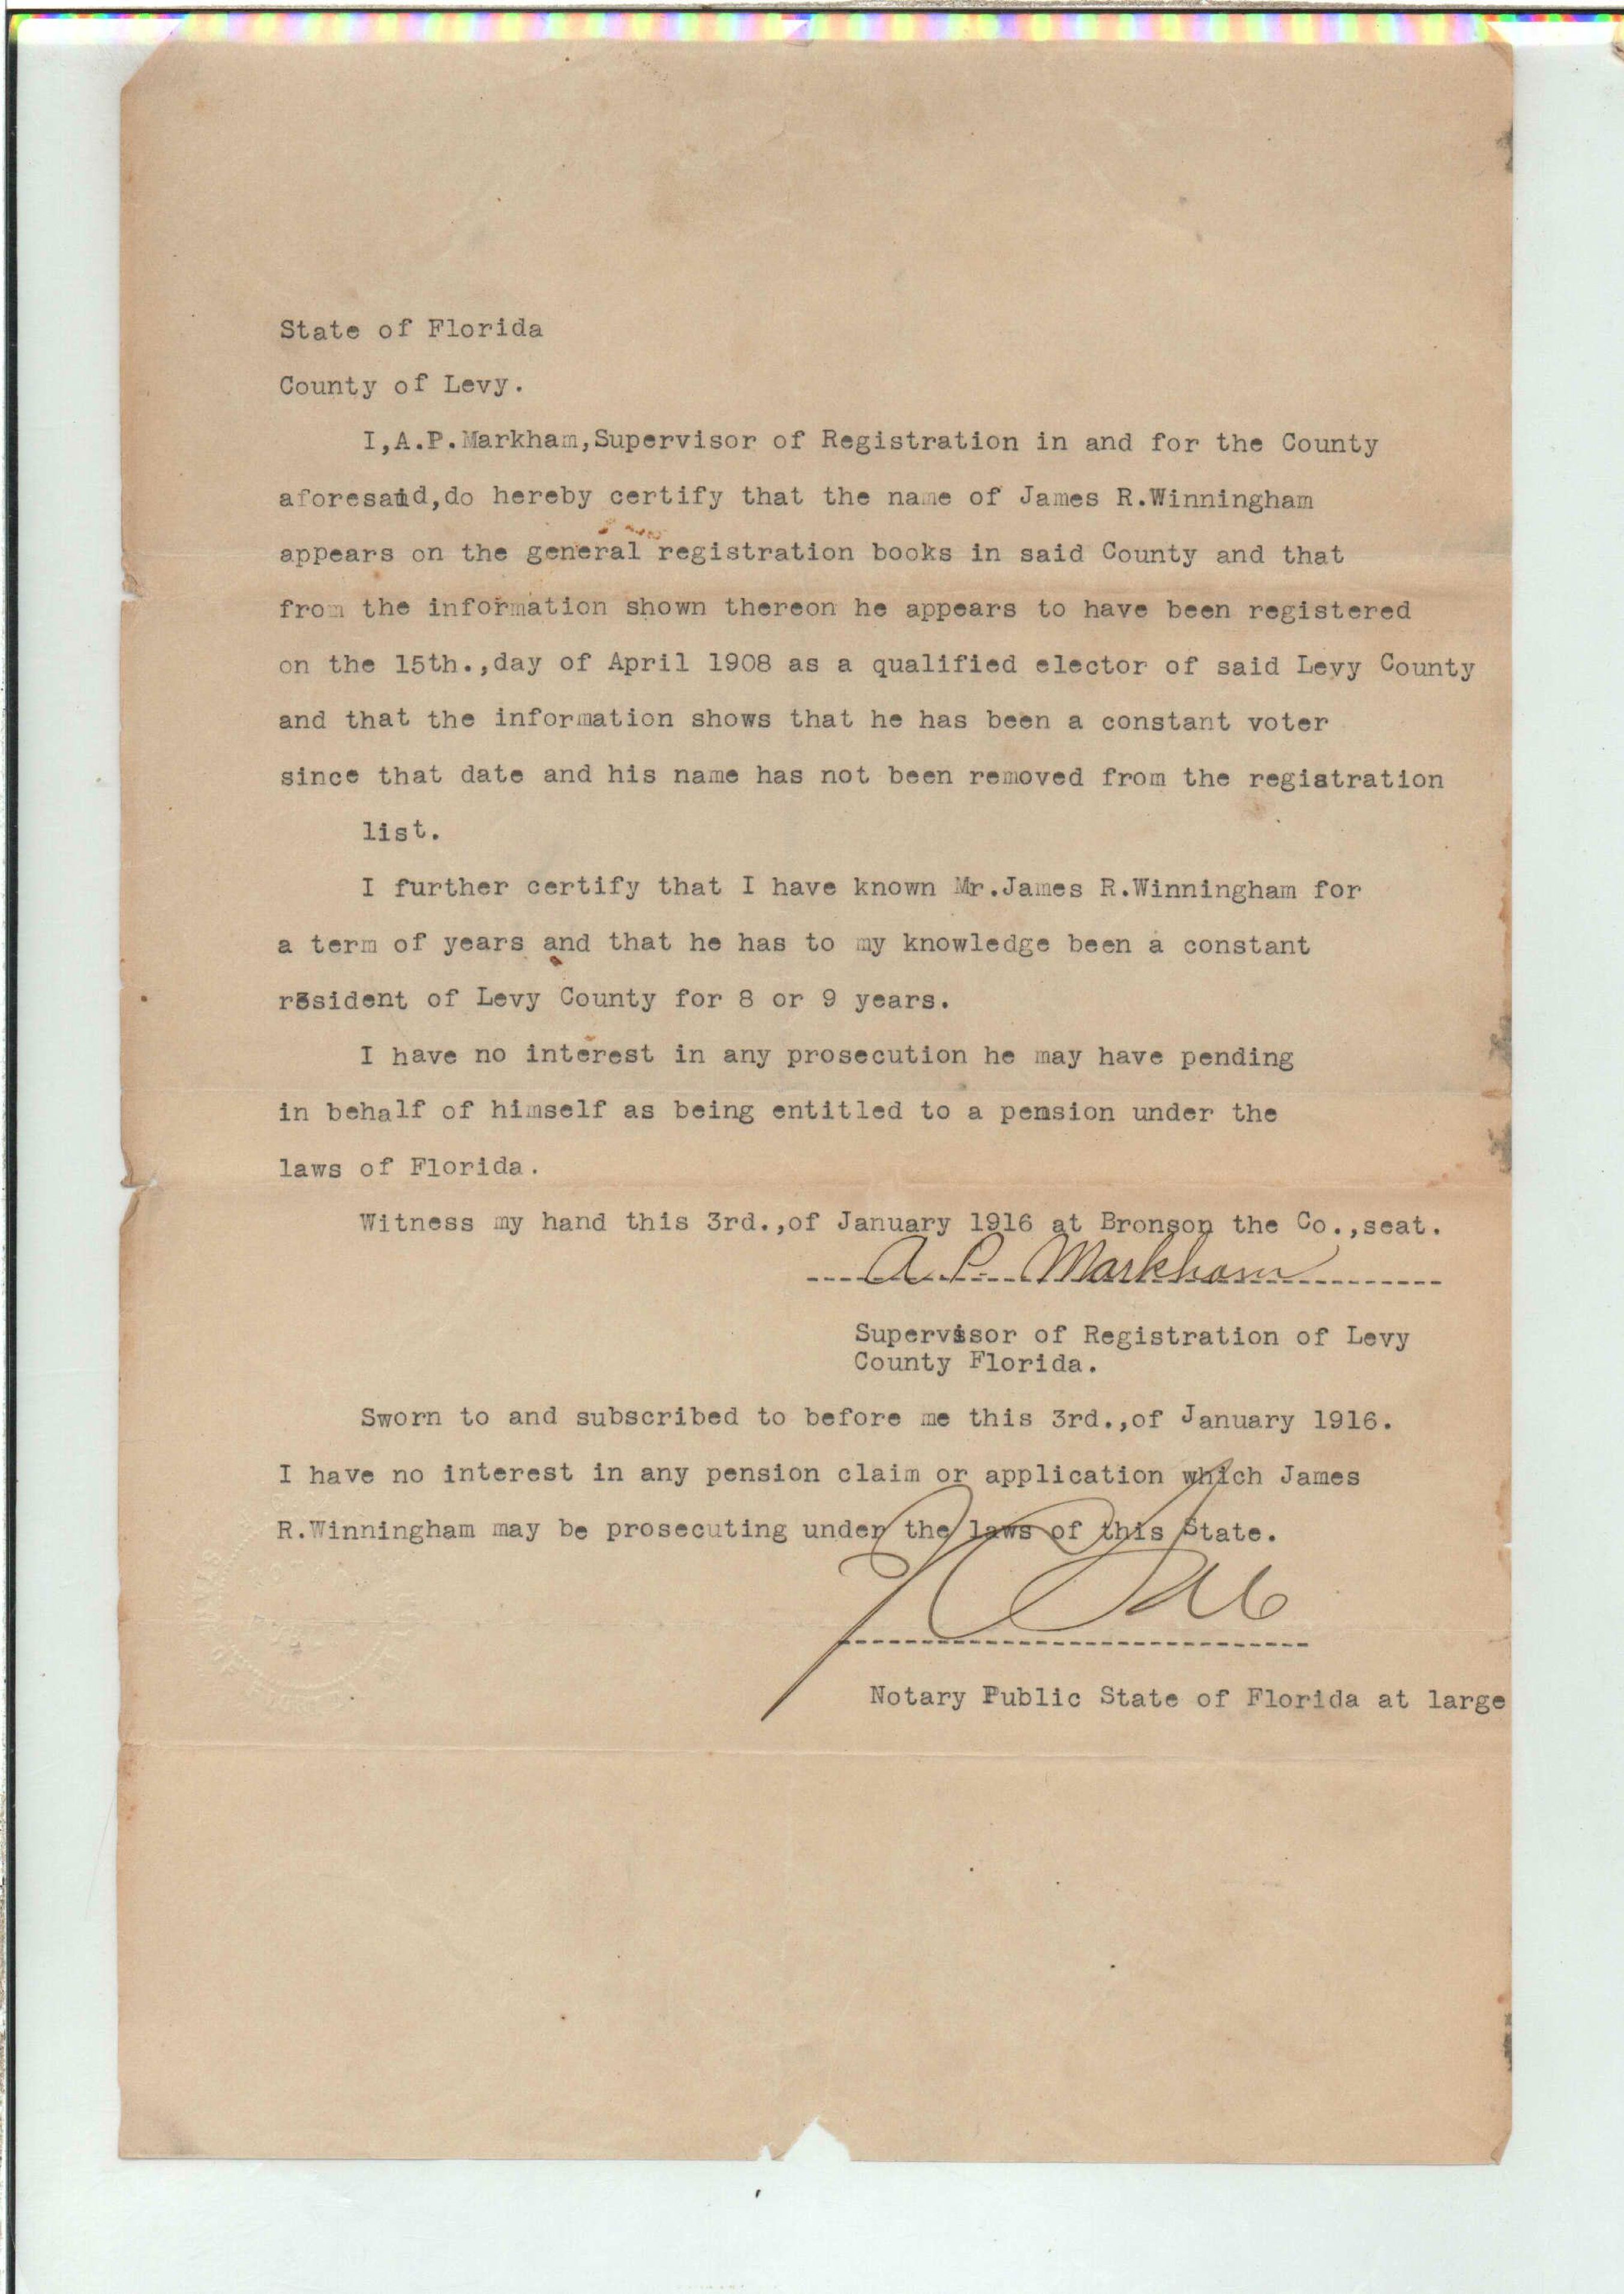 State of Florida
County of Levy.
I,A.P.Markham,Supervisor of Registration in and for the County
aforesaid,do hereby certify that the name of James R.Winningham
appears on the general registration books in said County and that
from the information shown thereon he appears to have been registered
on the 15th.,day of April 1908 as a qualified elector of said Levy County
and that the information shows that he has been a constant voter
since that date and his name has not been removed from the registration
list.
I further certify that I have known Mr.James R.Winningham for
a term of years and that he has to my knowledge been a constant
resident of Levy County for 8 or 9 years.
I have no interest in any prosecution he may have pending
in behalf of himself as being entitled to a pension under the
laws of Florida.
Witness my hand this 3rd.,of January 1916 at Bronson the Co.,seat.
A. P. Markham
Supervisor of Registration of Levy
County Florida.
Sworn to and subscribed to before me this 3rd.,of January 1916.
I have no interest in any pension claim or application which James
R.Winningham may be prosecuting under the laws of this State.
Notary Public State of Florida at large